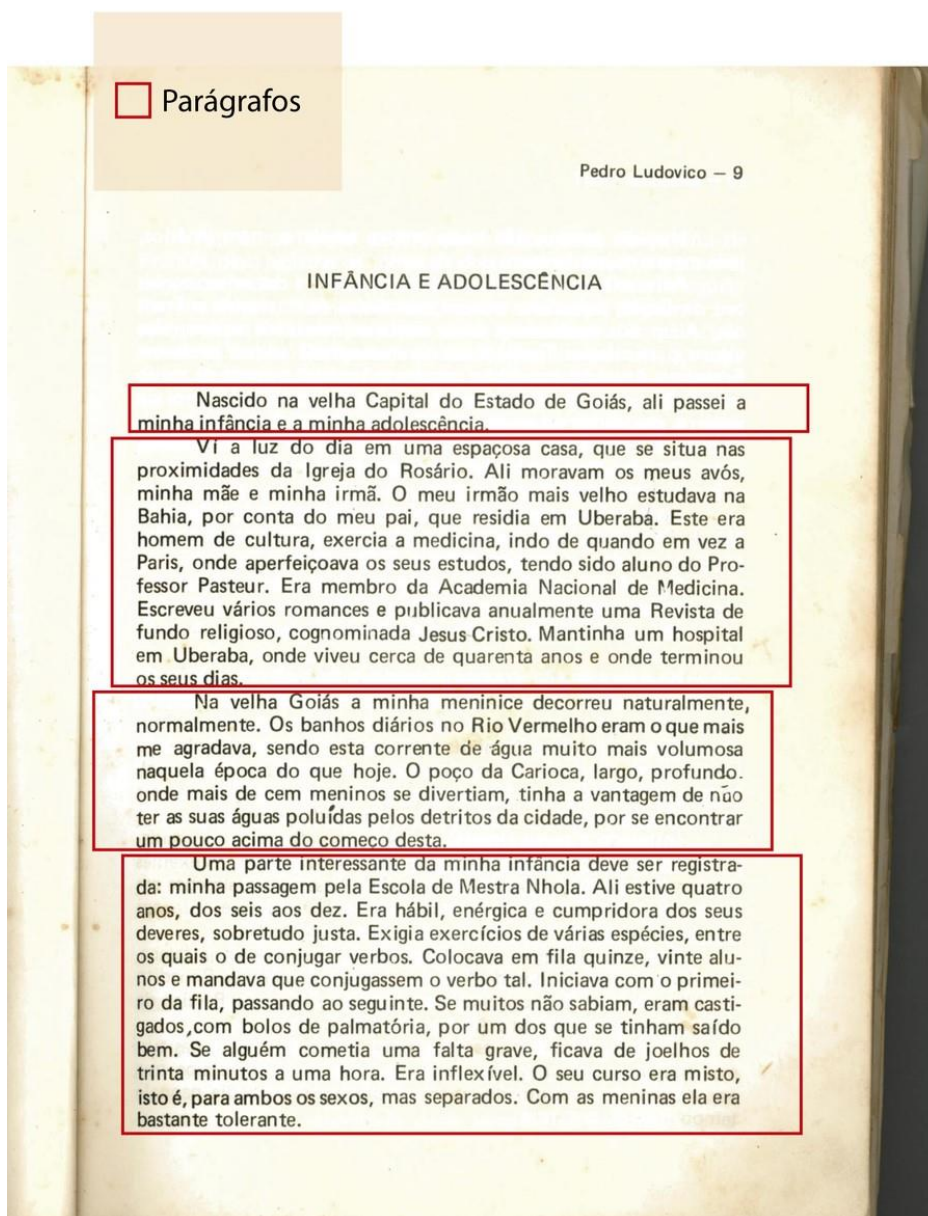 Parágrafos
Pedro Ludovico — 9
INFÂNCIA E ADOLESCÊNCIA
Nascido na velha Capital do Estado de Goiás, ali passei a
minha infância e a minha adolescência.
Vi a luz do dia em uma espaçosa casa, que se situa nas
proximidades da Igreja do Rosário. Ali moravam os meus avós,
minha mãe e minha irmã. O meu irmão mais velho estudava na
Bahia, por conta do meu pai, que residia em Uberaba. Este era
homem de cultura, exercia a medicina, indo de quando em vez a
Paris, onde aperfeiçoava os seus estudos, tendo sido aluno do Pro-
fessor Pasteur. Era membro da Academia Nacional de Medicina.
Escreveu vários romances e publicava anualmente uma Revista de
fundo religioso, cognominada Jesus Cristo. Mantinha um hospital
em Uberaba, onde viveu cerca de quarenta anos e onde terminou
os seus dias.
Na velha Goiás a minha meninice decorreu naturalmente,
normalmente. Os banhos diários no Rio Vermelho eram o que mais
me agradava, sendo esta corrente de água muito mais volumosa
naquela época do que hoje. O poço da Carioca, largo, profundo.
onde mais de cem meninos se divertiam, tinha a vantagem de não
ter as suas águas poluídas pelos detritos da cidade, por se encontrar
um pouco acima do começo desta.
Uma parte interessante da minha infância deve ser registra-
da: minha passagem pela Escola de Mestra Nhola. Ali estive quatro
anos, dos seis aos dez. Era hábil, enérgica e cumpridora dos seus
deveres, sobretudo justa. Exigia exercícios de várias espécies, entre
os quais o de conjugar verbos. Colocava em fila quinze, vinte alu-
nos e mandava que conjugassem o verbo tal. Iniciava com o primei-
ro da fila, passando ao seguinte. Se muitos não sabiam, eram casti-
gados,com bolos de palmatória, por um dos que se tinham saído
bem. Se alguém cometia uma falta grave, ficava de joelhos de
trinta minutos a uma hora. Era inflexível. O seu curso era misto,
isto é, para ambos os sexos, mas separados. Com as meninas ela era
bastante tolerante.